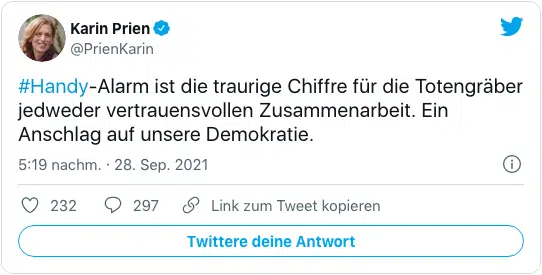 Karin Prien
@PrienKarin
#Handy-Alarm ist die traurige Chiffre für die Totengräber
jedweder vertrauensvollen Zusammenarbeit. Ein
Anschlag auf unsere Demokratie.
5:19 nachm. · 28. Sep. 2021
232 297 Link zum Tweet kopieren
Twittere deine Antwort